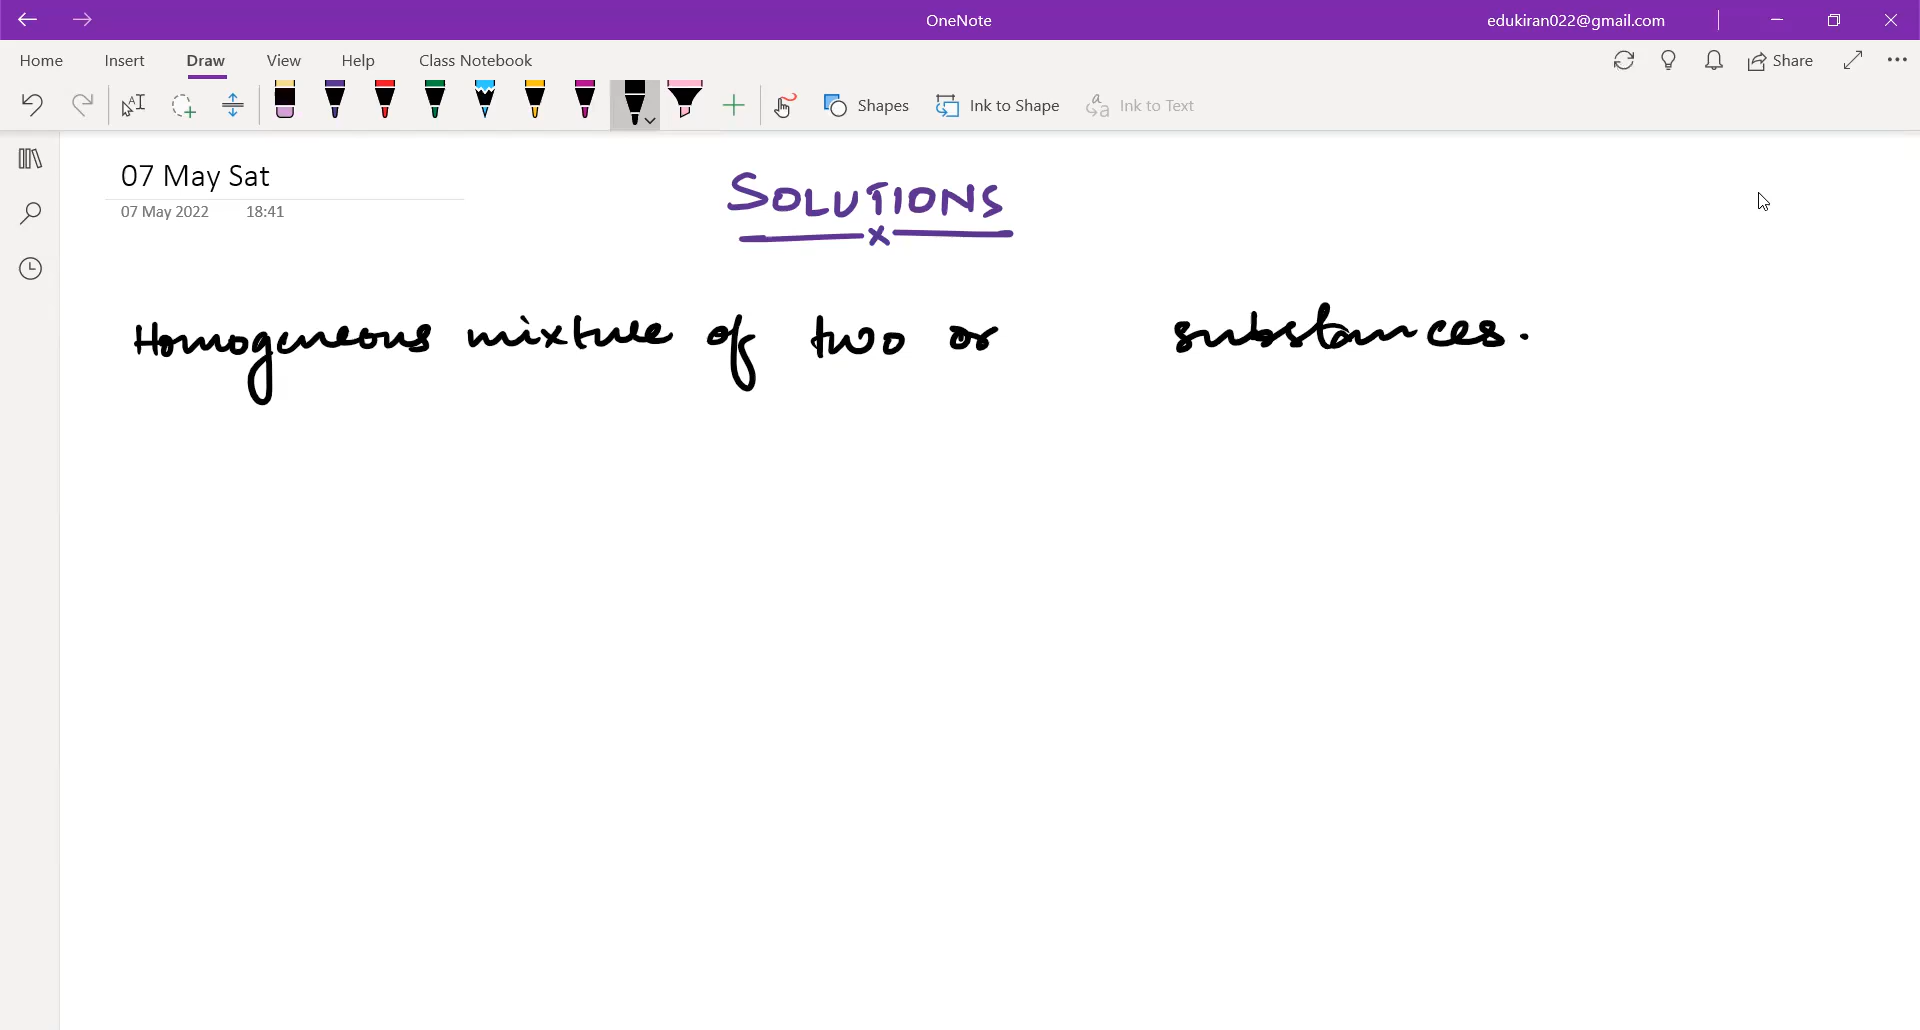 OneNote
edukiran022@gmail.com
Home Insert Draw View Help Class Notebook
Share
Shapes Ink to Shape Ink to Text
07 May Sat
07 May 2022 18:41
SOLUTIONS
Homogeneous mixture of two or substances.